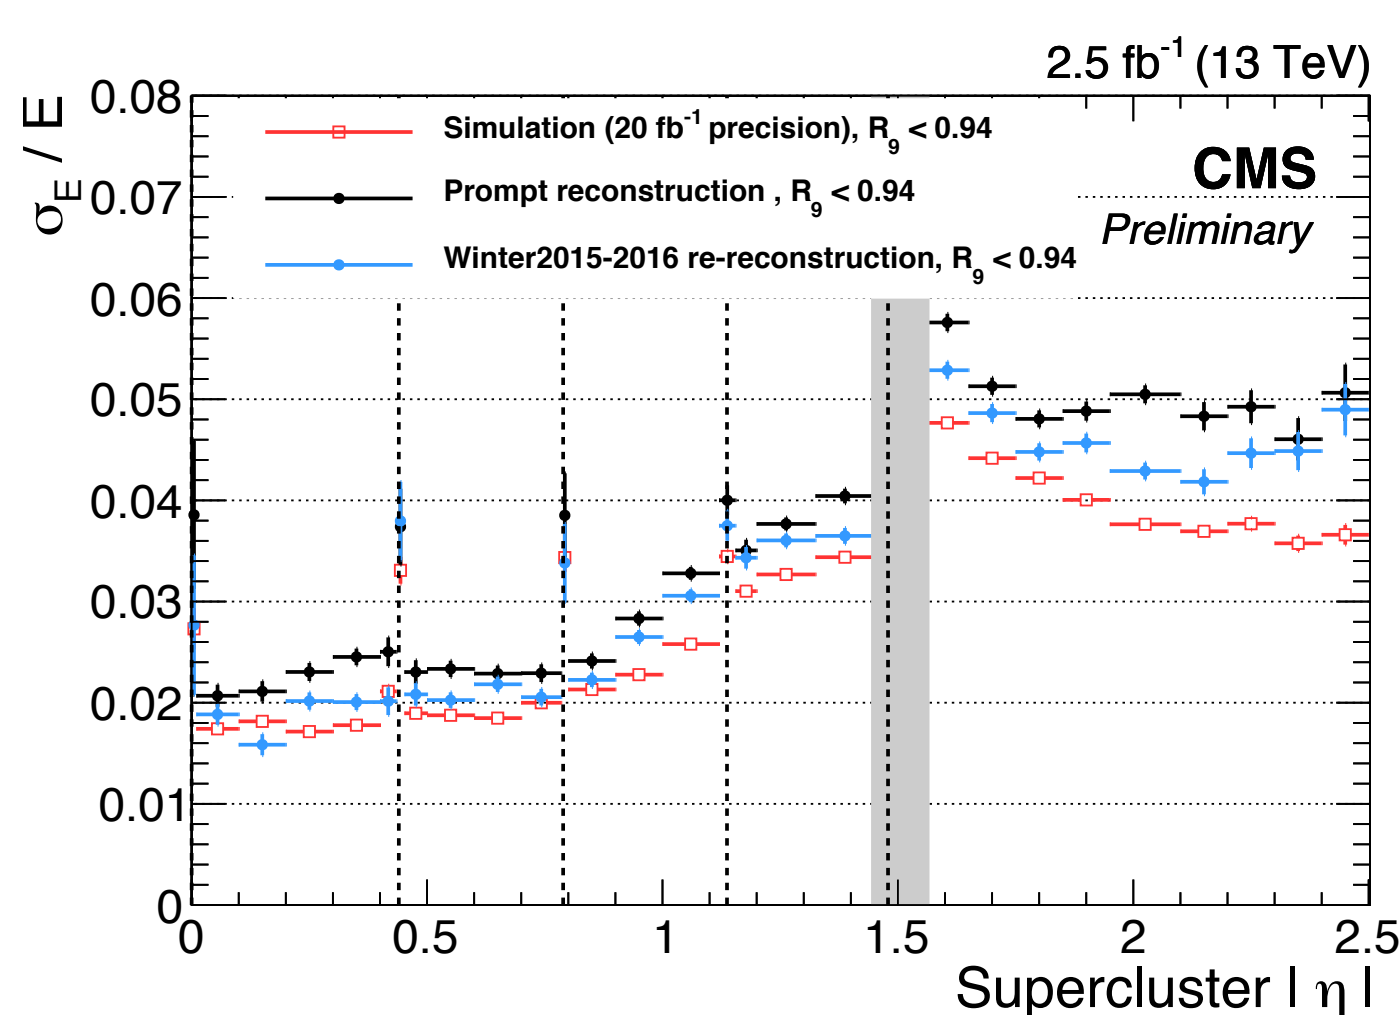 2.5 fb-1 (13 TeV)
σE / E
0.08
0.07
0.06
0.05
0.04
0.03
0.02
0.01
0
Simulation (20 fb-1 precision), R9 < 0.94
Prompt reconstruction , R9 < 0.94
Winter2015-2016 re-reconstruction, R9 < 0.94
CMS
Preliminary
0 0.5 1 1.5 2 2.5
Supercluster | η |